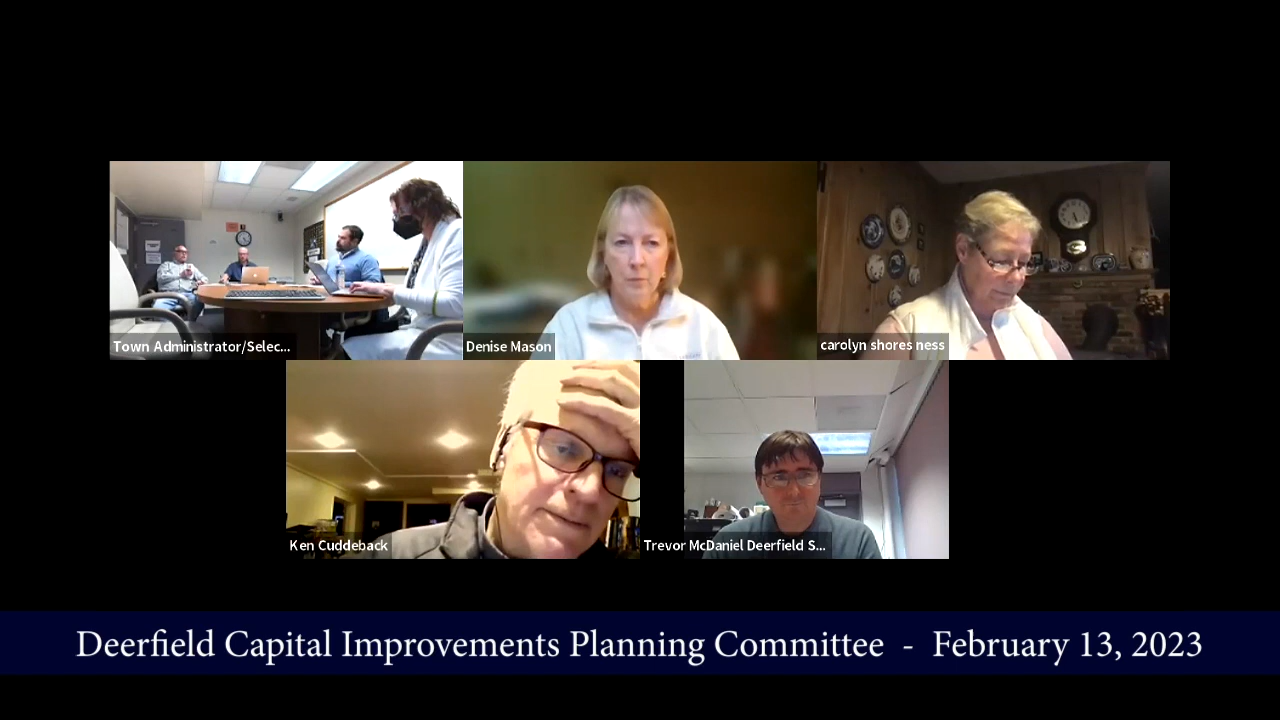 Town Administrator/Selec...
Denise Mason
carolyn shores ness
Ken Cuddeback
Trevor McDaniel Deerfield S...
Deerfield Capital Improvements Planning Committee - February 13, 2023